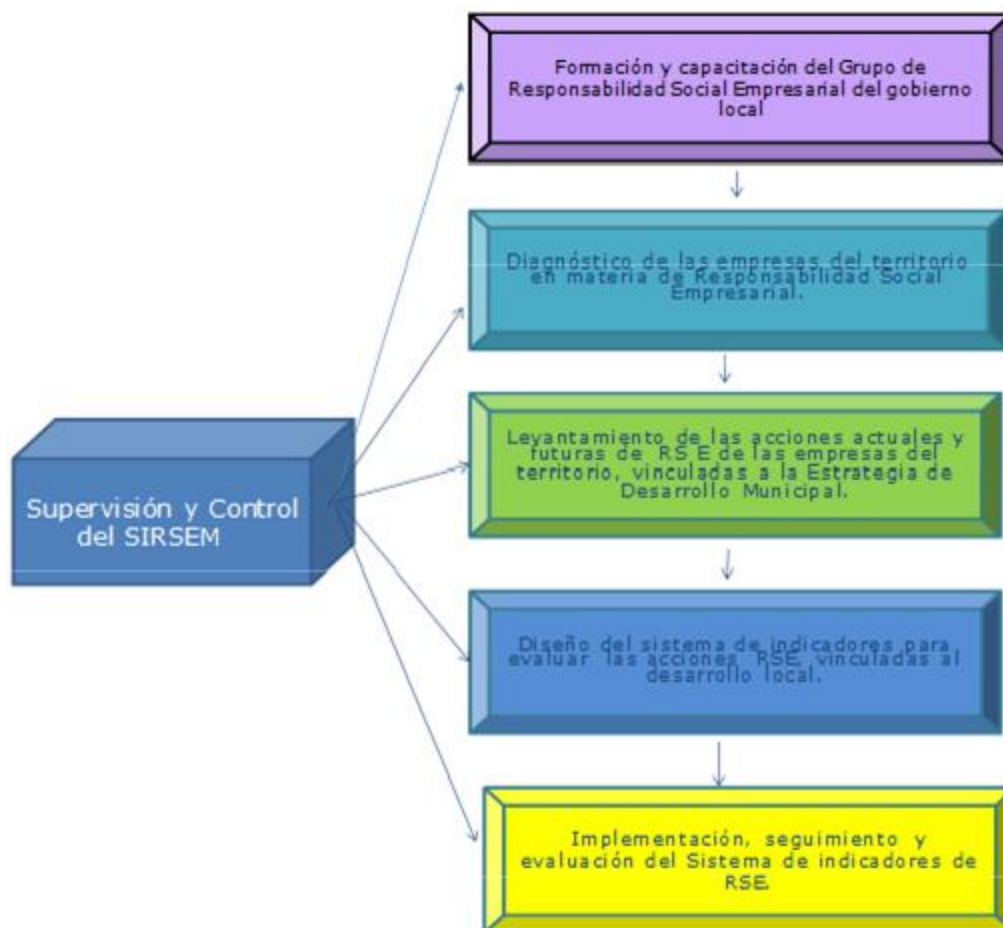 Formación y capacitación del Grupo de
Responsabilidad Social Empresarial del gobierno
local
Diagnóstico de las empresas del territorio
en materia de Responsabilidad Social
Empresarial.
Levantamiento de las acciones actuales y
futuras de RS E de las empresas del
territorio, vinculadas a la Estrategia de
Desarrollo Municipal.
Supervisión y Control
del SIRSEM
Diseño del sistema de indicadores para
evaluar las acciones RSE. vinculadas al
desarrollo local.
Implementación, seguimiento y
evaluación del Sistema de indicadores de
RSE.